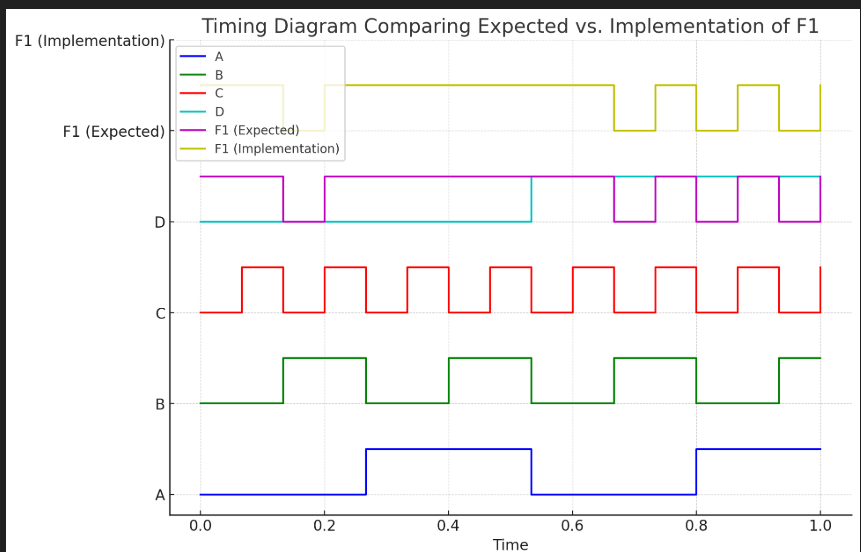 Timing Diagram Comparing Expected vs. Implementation of F1
F1 (Implementation)
A
B
C
D
F1 (Expected)
F1 (Implementation)
F1 (Expected)
D
C
B
A
0.0 0.2 0.4 0.6 0.8 1.0
Time